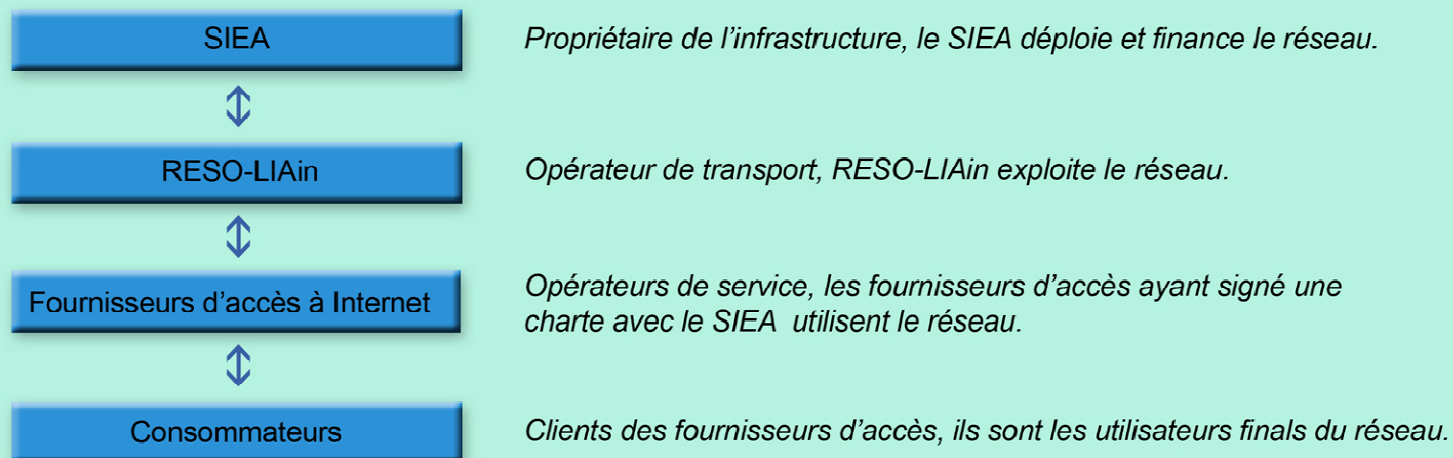 SIEA
Propriétaire de l'infrastructure, le SIEA déploie et finance le réseau.
RESO-LIAin
Opérateur de transport, RESO-LIAin exploite le réseau.
Fournisseurs d'accès à Internet
Opérateurs de service, les fournisseurs d'accès ayant signé une
charte avec le SIEA utilisent le réseau.
Consommateurs
Clients des fournisseurs d'accès, ils sont les utilisateurs finals du réseau.